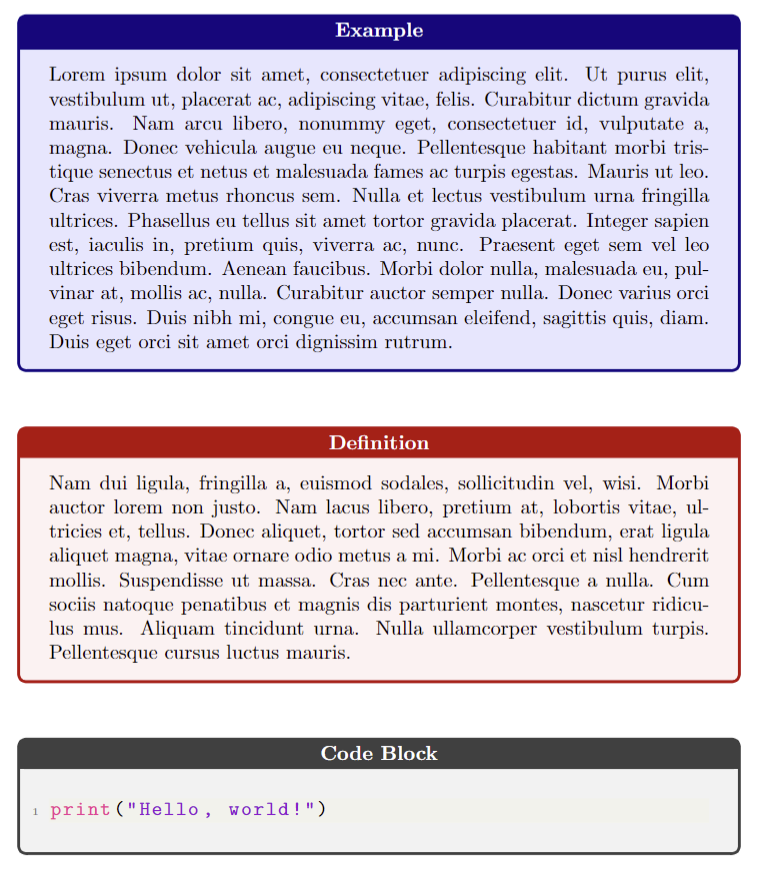 Example
Lorem ipsum dolor sit amet, consectetuer adipiscing elit. Ut purus elit,
vestibulum ut, placerat ac, adipiscing vitae, felis. Curabitur dictum gravida
mauris. Nam arcu libero, nonummy eget, consectetuer id, vulputate a,
magna. Donec vehicula augue eu neque. Pellentesque habitant morbi tris-
tique senectus et netus et malesuada fames ac turpis egestas. Mauris ut leo.
Cras viverra metus rhoncus sem. Nulla et lectus vestibulum urna fringilla
ultrices. Phasellus eu tellus sit amet tortor gravida placerat. Integer sapien
est, iaculis in, pretium quis, viverra ac, nunc. Praesent eget sem vel leo
ultrices bibendum. Aenean faucibus. Morbi dolor nulla, malesuada eu, pul-
vinar at, mollis ac, nulla. Curabitur auctor semper nulla. Donec varius orci
eget risus. Duis nibh mi, congue eu, accumsan eleifend, sagittis quis, diam.
Duis eget orci sit amet orci dignissim rutrum.
Definition
Nam dui ligula, fringilla a, euismod sodales, sollicitudin vel, wisi. Morbi
auctor lorem non justo. Nam lacus libero, pretium at, lobortis vitae, ul-
tricies et, tellus. Donec aliquet, tortor sed accumsan bibendum, erat ligula
aliquet magna, vitae ornare odio metus a mi. Morbi ac orci et nisl hendrerit
mollis. Suspendisse ut massa. Cras nec ante. Pellentesque a nulla. Cum
sociis natoque penatibus et magnis dis parturient montes, nascetur ridicu-
lus mus. Aliquam tincidunt urna. Nulla ullamcorper vestibulum turpis.
Pellentesque cursus luctus mauris.
Code Block
1 print("Hello, world!")